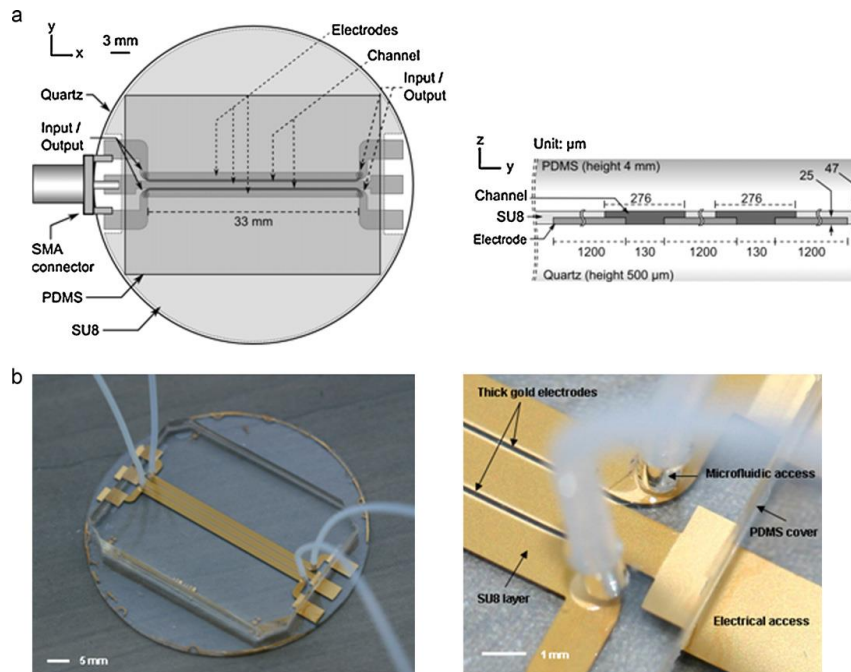 a
y
x
3 mm
Electrodes
Channel
Input /
Output
Quartz
Input /
Output
33 mm
SMA
connector
PDMS
SU8
z
y
Unit: µm
PDMS (height 4 mm)
47
25
Channel
276
276
SU8
Electrode
1200
130
1200
130
1200
Quartz (height 500 µm)
b
5 mm
Thick gold electrodes
Microfluidic access
PDMS cover
SU8 layer
Electrical access
1 mm